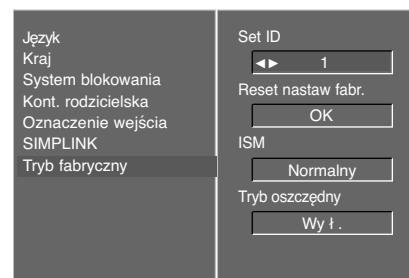 Język
Kraj
System blokowania
Kont. rodzicielska
Oznaczenie wejścia
SIMPLINK
Tryb fabryczny
Set ID
◄► 1
Reset nastaw fabr.
OK
ISM
Normalny
Tryb oszczędny
Wy ł .